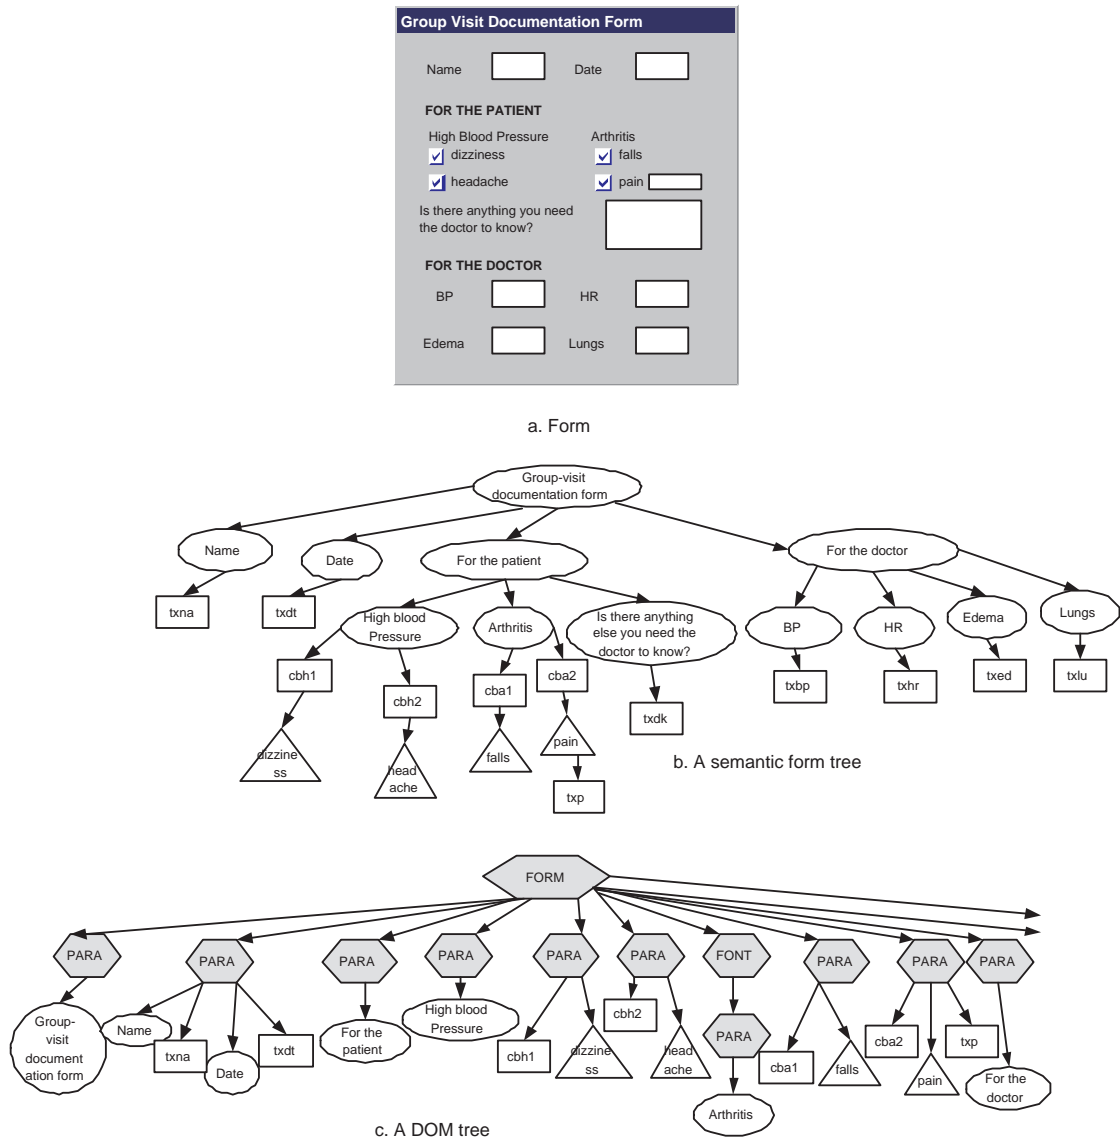 Group Visit Documentation Form
Name
Date
FOR THE PATIENT
High Blood Pressure
Arthritis
dizziness
falls
headache
pain
Is there anything you need
the doctor to know?
FOR THE DOCTOR
BP
HR
Edema
Lungs
a. Form
Group-visit
documentation form
Name
Date
For the patient
For the doctor
txna
txdt
High blood
Pressure
Arthritis
Is there anything
else you need the
doctor to know?
BP
HR
Edema
Lungs
cbh1
cbh2
cba1
cba2
txdk
txbp
txhr
txed
txlu
dizzine
ss
head
ache
falls
pain
txp
b. A semantic form tree
FORM
PARA
PARA
PARA
PARA
PARA
PARA
FONT
PARA
PARA
PARA
Group-
visit
document
ation form
Name
txna
Date
txdt
For the
patient
High blood
Pressure
cbh1
dizzine
ss
cbh2
head
ache
PARA
Arthritis
cba1
falls
cba2
pain
txp
For the
doctor
c. A DOM tree